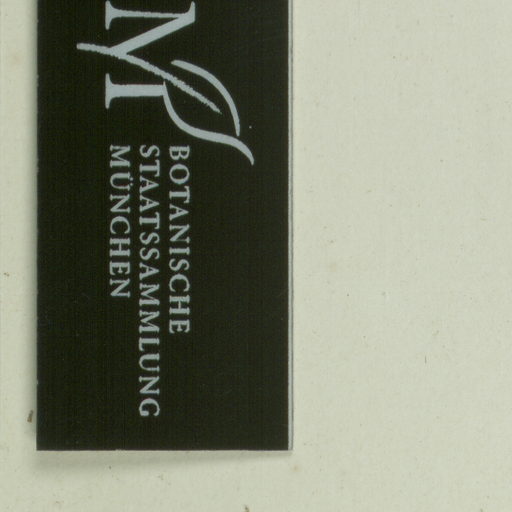 M
BOTANISCHE
STAATSSAMMLUNG
MÜNCHEN